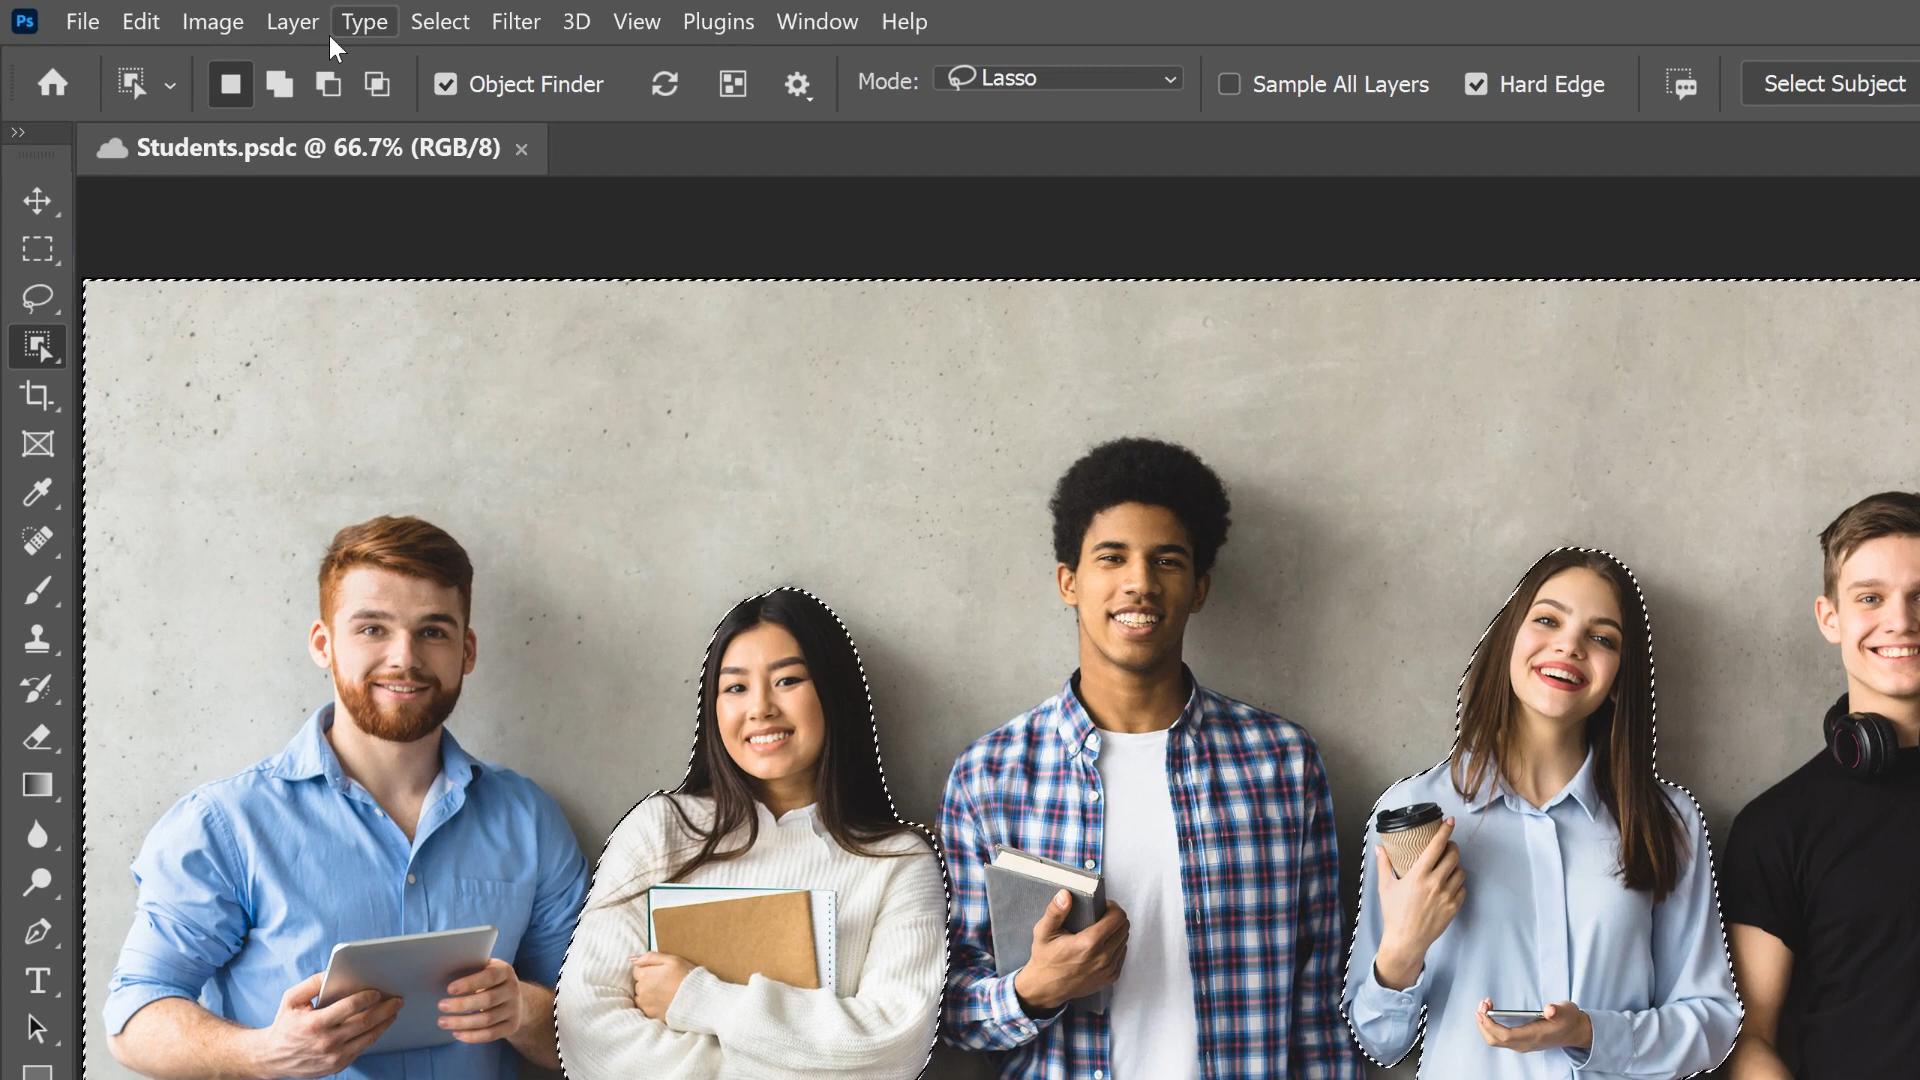 Ps File Edit Image Layer Type Select Filter 3D View Plugins Window Help
Object Finder Mode: Lasso Sample All Layers Hard Edge Select Subject
Students.psdc @ 66.7% (RGB/8) ×